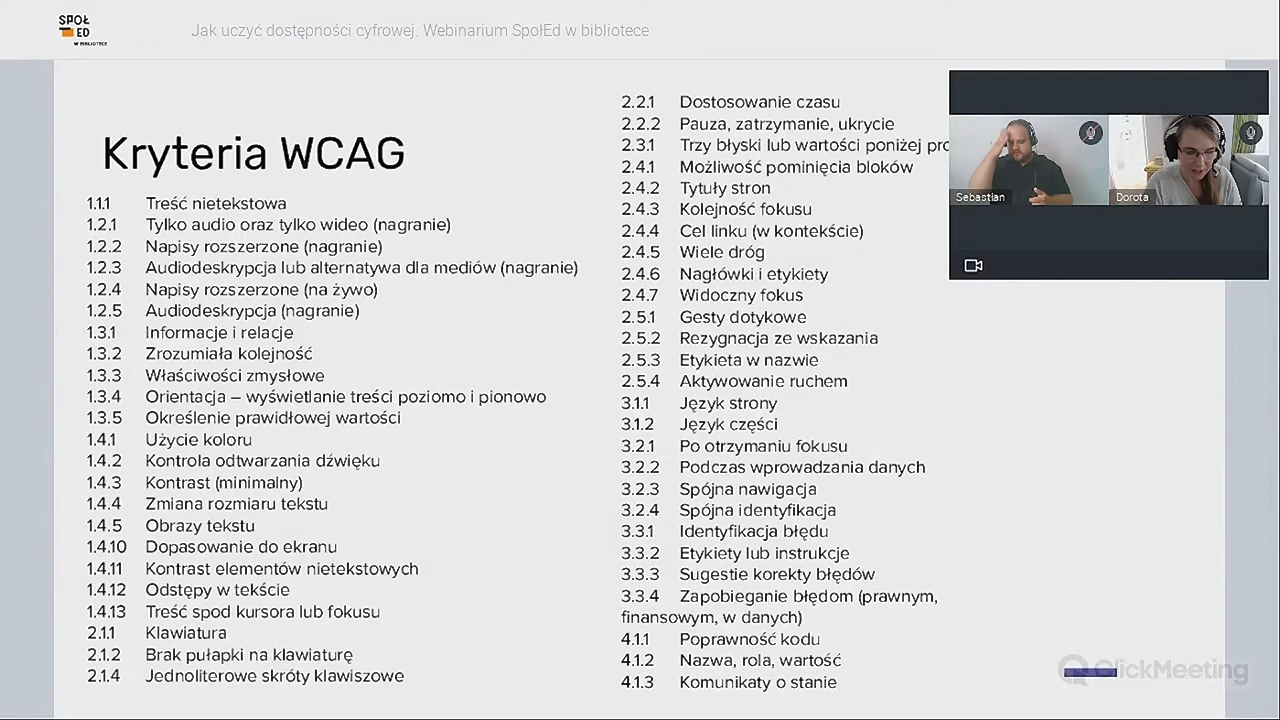 SPOŁ
ED
W BIBLIOTECE
Jak uczyć dostępności cyfrowej. Webinarium SpołEd w bibliotece
Kryteria WCAG
1.1.1 Treść nietekstowa
1.2.1 Tylko audio oraz tylko wideo (nagranie)
1.2.2 Napisy rozszerzone (nagranie)
1.2.3 Audiodeskrypcja lub alternatywa dla mediów (nagranie)
1.2.4 Napisy rozszerzone (na żywo)
1.2.5 Audiodeskrypcja (nagranie)
1.3.1 Informacje i relacje
1.3.2 Zrozumiała kolejność
1.3.3 Właściwości zmysłowe
1.3.4 Orientacja – wyświetlanie treści poziomo i pionowo
1.3.5 Określenie prawidłowej wartości
1.4.1 Użycie koloru
1.4.2 Kontrola odtwarzania dźwięku
1.4.3 Kontrast (minimalny)
1.4.4 Zmiana rozmiaru tekstu
1.4.5 Obrazy tekstu
1.4.10 Dopasowanie do ekranu
1.4.11 Kontrast elementów nietekstowych
1.4.12 Odstępy w tekście
1.4.13 Treść spod kursora lub fokusu
2.1.1 Klawiatura
2.1.2 Brak pułapki na klawiaturę
2.1.4 Jednoliterowe skróty klawiszowe
2.2.1 Dostosowanie czasu
2.2.2 Pauza, zatrzymanie, ukrycie
2.3.1 Trzy błyski lub wartości poniżej pro
2.4.1 Możliwość pominięcia bloków
2.4.2 Tytuły stron
2.4.3 Kolejność fokusu
2.4.4 Cel linku (w kontekście)
2.4.5 Wiele dróg
2.4.6 Nagłówki i etykiety
2.4.7 Widoczny fokus
2.5.1 Gesty dotykowe
2.5.2 Rezygnacja ze wskazania
2.5.3 Etykieta w nazwie
2.5.4 Aktywowanie ruchem
3.1.1 Język strony
3.1.2 Język części
3.2.1 Po otrzymaniu fokusu
3.2.2 Podczas wprowadzania danych
3.2.3 Spójna nawigacja
3.2.4 Spójna identyfikacja
3.3.1 Identyfikacja błędu
3.3.2 Etykiety lub instrukcje
3.3.3 Sugestie korekty błędów
3.3.4 Zapobieganie błędom (prawnym,
finansowym, w danych)
4.1.1 Poprawność kodu
4.1.2 Nazwa, rola, wartość
4.1.3 Komunikaty o stanie
Sebastian
Dorota
ClickMeeting